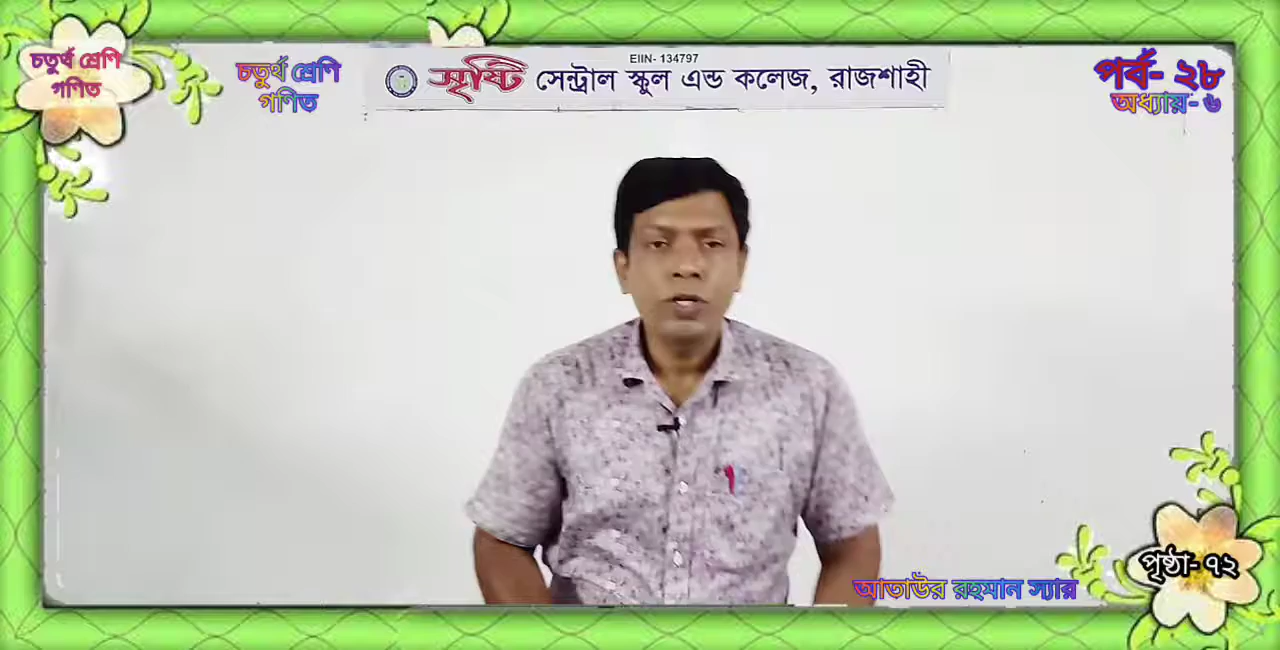 চতুর্থ শ্রেণি
গণিত
চতুর্থ শ্রেণি
গণিত
EIIN- 134797
সৃষ্টি সেন্ট্রাল স্কুল এন্ড কলেজ, রাজশাহী
পর্ব- ২৮
অধ্যায়- ৬
আতাউর রহমান স্যার
পৃষ্ঠা- ৭২